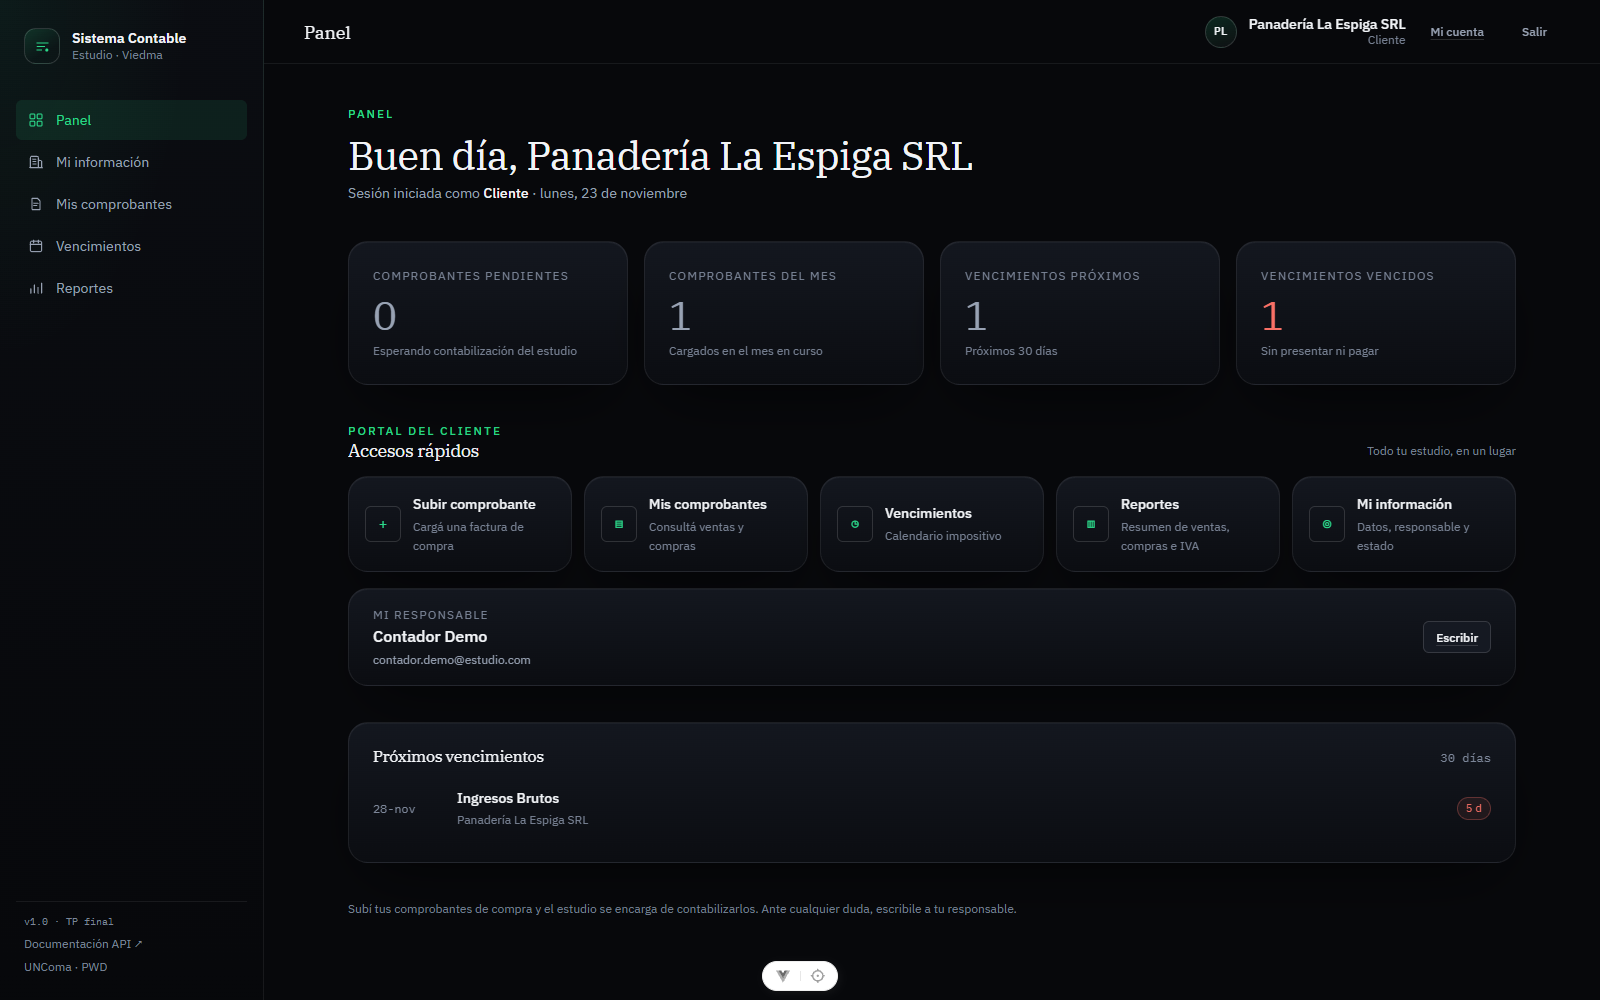 Sistema Contable
Estudio · Viedma
Panel
Mi información
Mis comprobantes
Vencimientos
Reportes
v1.0 · TP final
Documentación API ↗
UNComa · PWD
Panel
PL
Panadería La Espiga SRL
Cliente
Mi cuenta
Salir
PANEL
Buen día, Panadería La Espiga SRL
Sesión iniciada como Cliente · lunes, 23 de noviembre
COMPROBANTES PENDIENTES
0
Esperando contabilización del estudio
COMPROBANTES DEL MES
1
Cargados en el mes en curso
VENCIMIENTOS PRÓXIMOS
1
Próximos 30 días
VENCIMIENTOS VENCIDOS
1
Sin presentar ni pagar
PORTAL DEL CLIENTE
Accesos rápidos
Todo tu estudio, en un lugar
Subir comprobante
Cargá una factura de
compra
Mis comprobantes
Consultá ventas y
compras
Vencimientos
Calendario impositivo
Reportes
Resumen de ventas,
compras e IVA
Mi información
Datos, responsable y
estado
MI RESPONSABLE
Contador Demo
contador.demo@estudio.com
Escribir
Próximos vencimientos
30 días
28-nov
Ingresos Brutos
Panadería La Espiga SRL
5 d
Subí tus comprobantes de compra y el estudio se encarga de contabilizarlos. Ante cualquier duda, escribile a tu responsable.